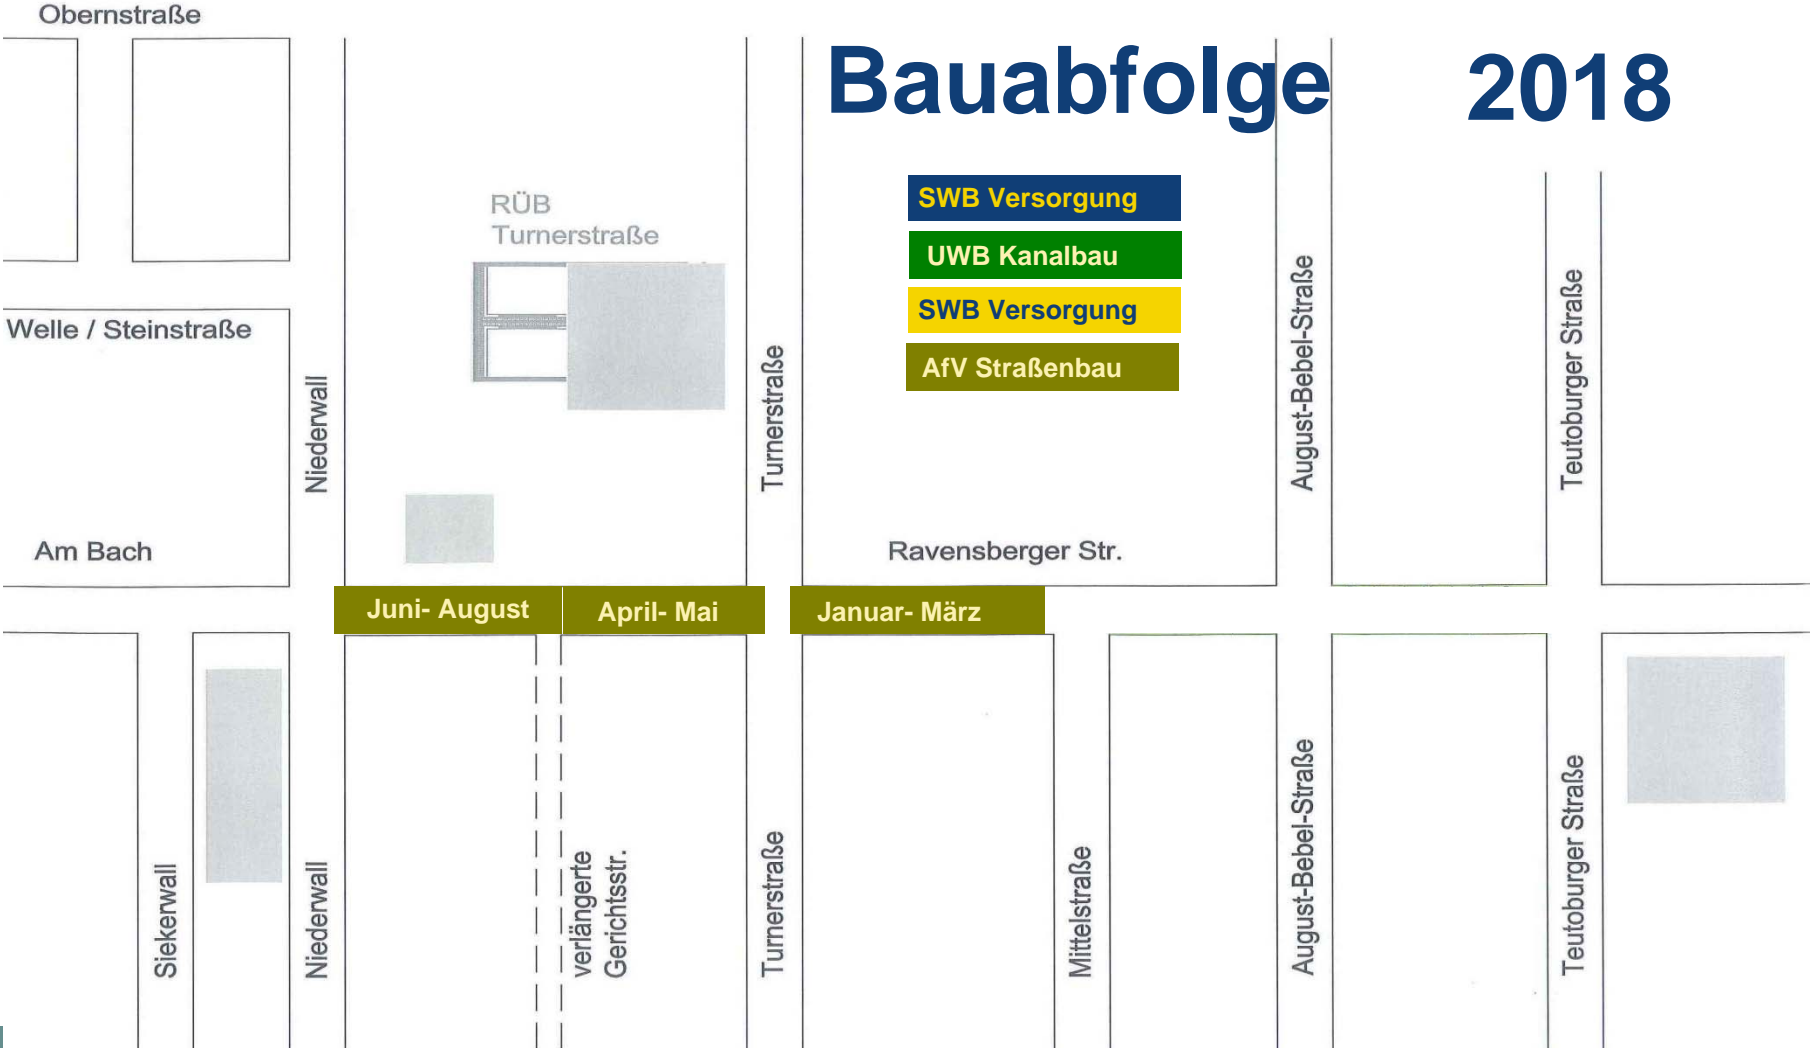 Obernstraße
Bauabfolge 2018
SWB Versorgung
RÜB
Turnerstraße
UWB Kanalbau
SWB Versorgung
Welle / Steinstraße
AfV Straßenbau
Niederwall
Turnerstraße
August-Bebel-Straße
Teutoburger Straße
Am Bach
Ravensberger Str.
Juni- August
April- Mai
Januar- März
Siekerwall
Niederwall
verlängerte
Gerichtsstr.
Turnerstraße
Mittelstraße
August-Bebel-Straße
Teutoburger Straße